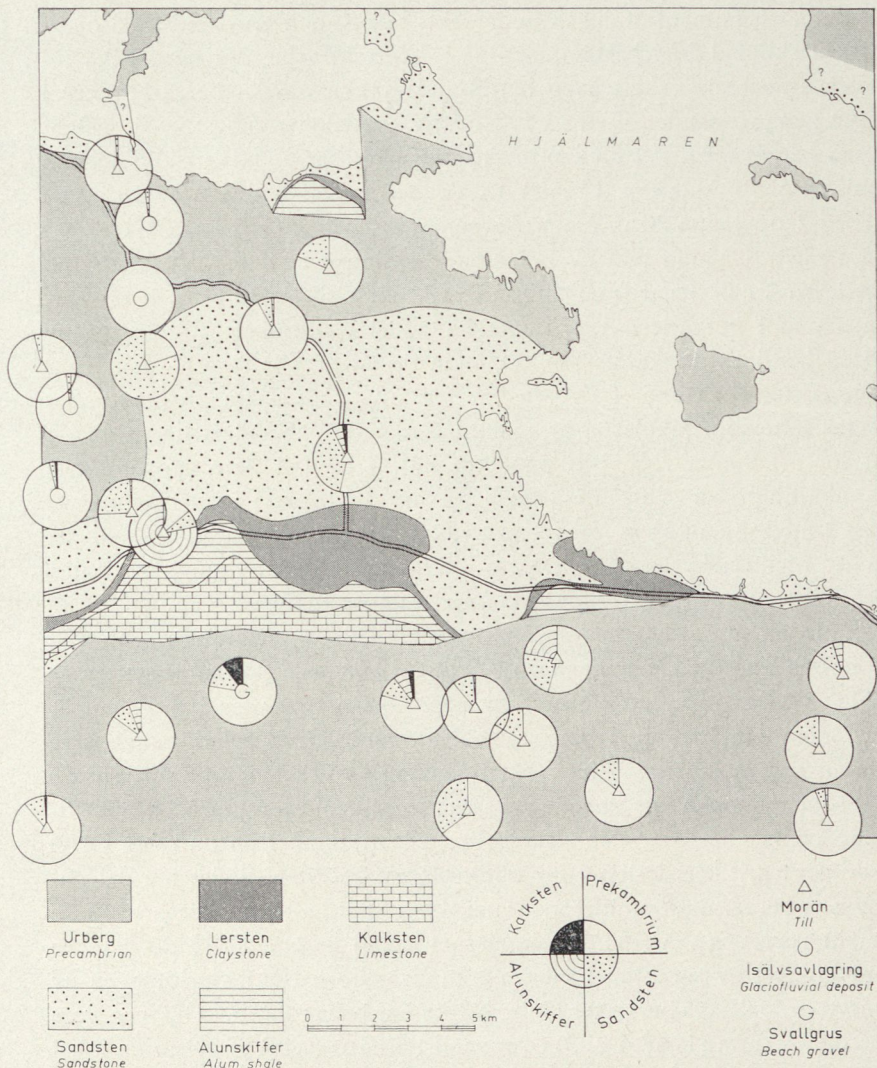 ?
?
?
?
HJÄLMAREN
?
Urberg
Precambrian
Lersten
Claystone
Kalksten
Limestone
Sandsten
Sandstone
Alunskiffer
Alum shale
0 1 2 3 4 5 km
Kalksten
Prekambrium
Alunskiffer
Sandsten
Morän
Till
Isälvsavlagring
Glaciofluvial deposit
G
Svallgrus
Beach gravel
G